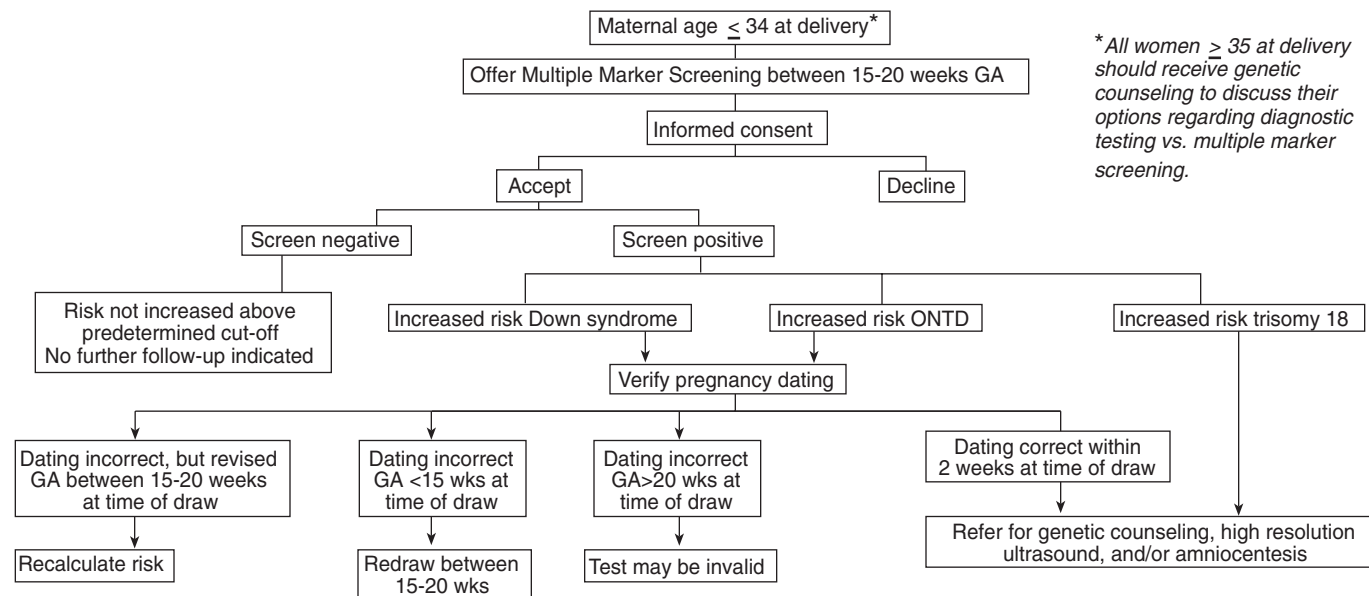 Maternal age ≤ 34 at delivery*
*All women ≥ 35 at delivery
should receive genetic
counseling to discuss their
options regarding diagnostic
testing vs. multiple marker
screening.
Offer Multiple Marker Screening between 15-20 weeks GA
Informed consent
Accept
Decline
Screen negative
Screen positive
Risk not increased above
predetermined cut-off
No further follow-up indicated
Increased risk Down syndrome
Increased risk ONTD
Increased risk trisomy 18
Verify pregnancy dating
Dating incorrect, but revised
GA between 15-20 weeks
at time of draw
Dating incorrect
GA <15 wks at
time of draw
Dating incorrect
GA>20 wks at
time of draw
Dating correct within
2 weeks at time of draw
Recalculate risk
Redraw between
15-20 wks
Test may be invalid
Refer for genetic counseling, high resolution
ultrasound, and/or amniocentesis